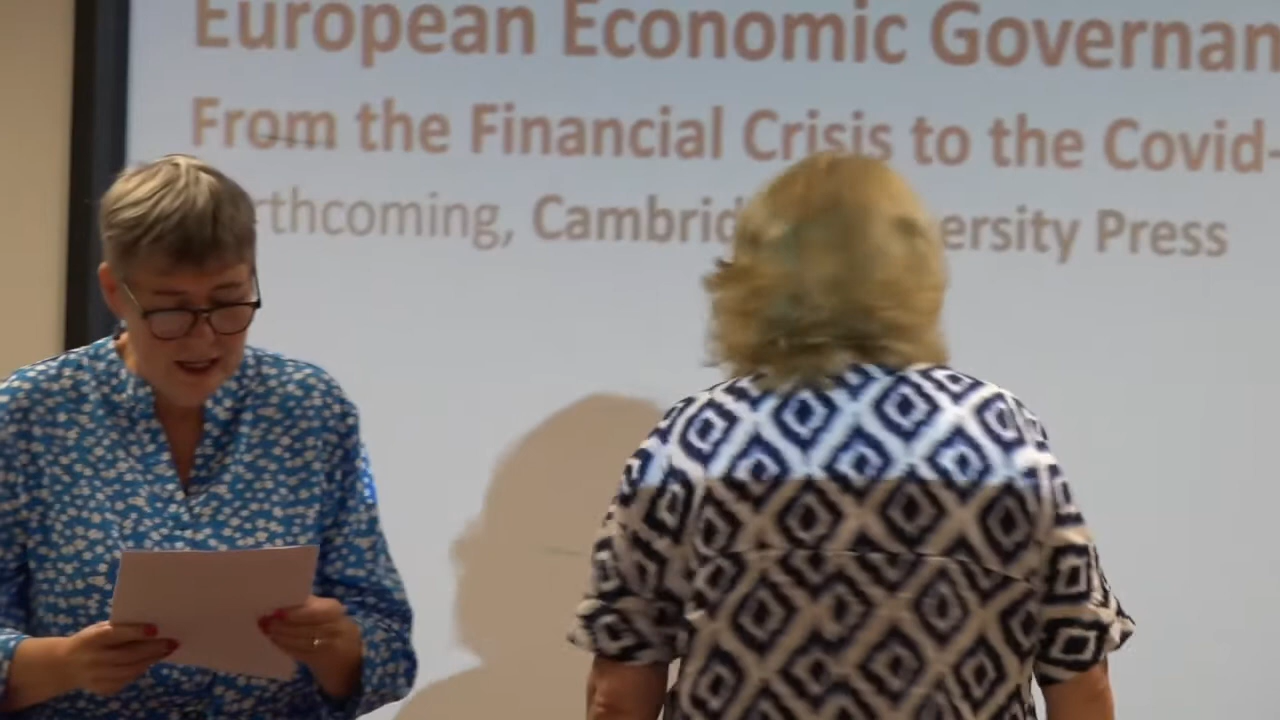 European Economic Governan
From the Financial Crisis to the Covid-
rthcoming, Cambrid ersity Press